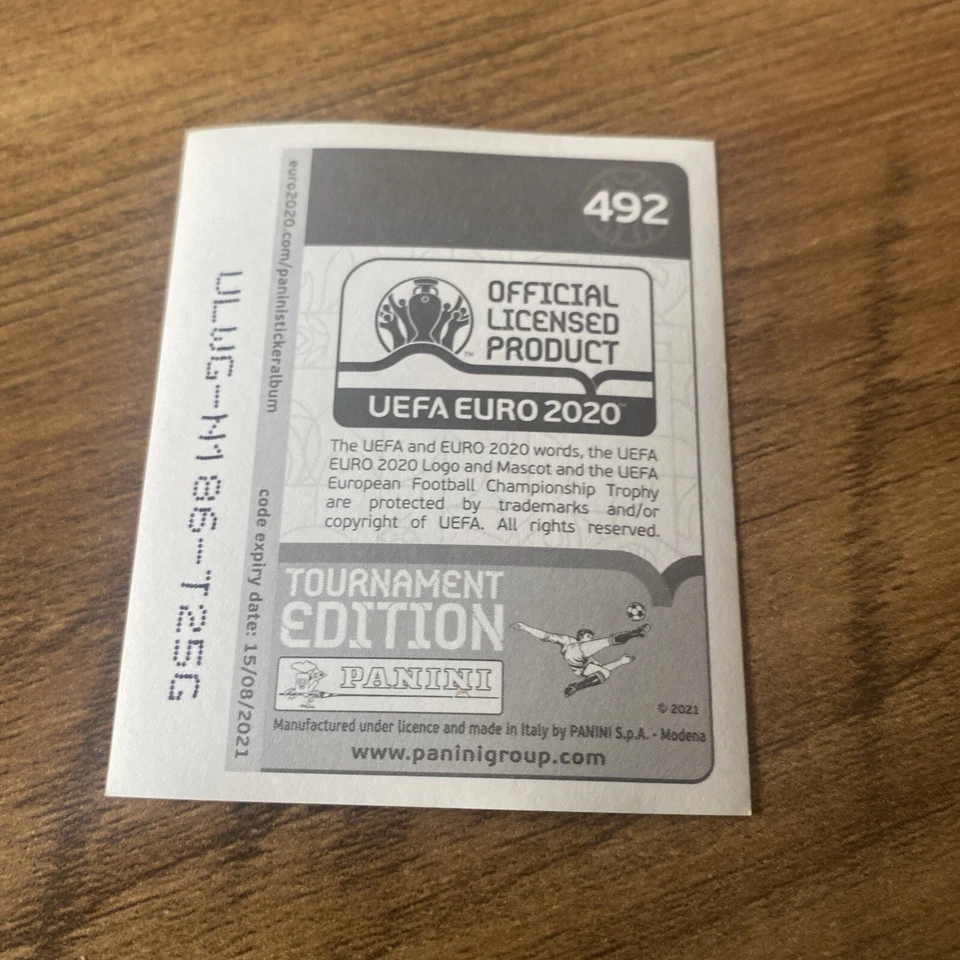 492
OFFICIAL
LICENSED
PRODUCT
™
UEFA EURO 2020™
The UEFA and EURO 2020 words, the UEFA
EURO 2020 Logo and Mascot and the UEFA
European Football Championship Trophy
are protected by trademarks and/or
copyright of UEFA. All rights reserved.
TOURNAMENT
EDITION
PANINI
© 2021
Manufactured under licence and made in Italy by PANINI S.p.A. - Modena
www.paninigroup.com
euro2020.com/paninistickeralbum
code expiry date: 15/08/2021